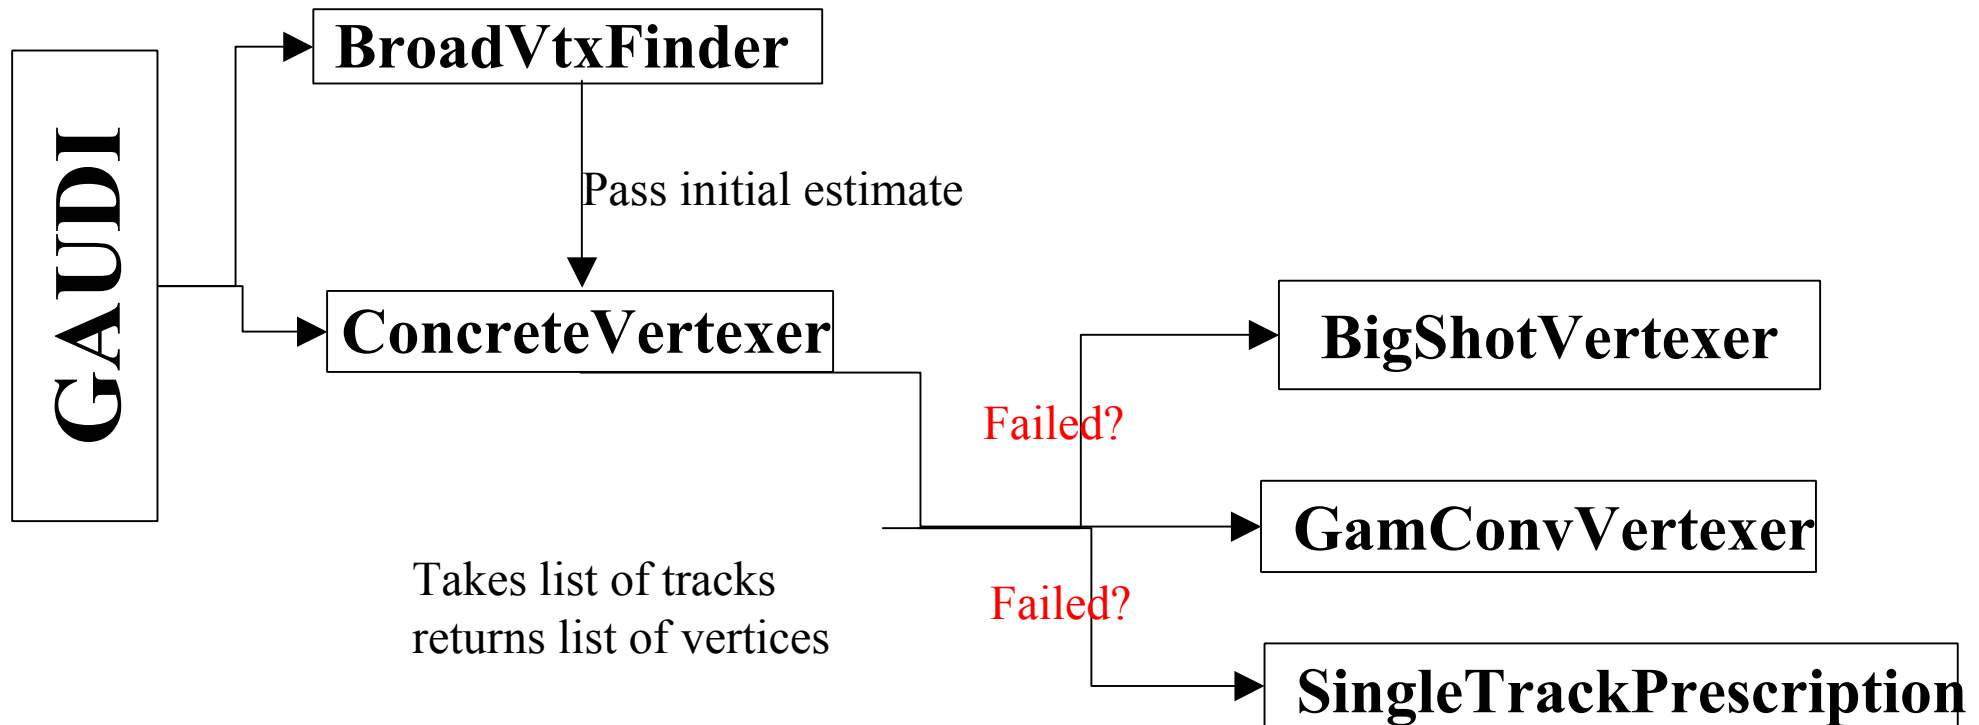 GAUDI
BroadVtxFinder
Pass initial estimate
ConcreteVertexer
BigShotVertexer
Failed?
GamConvVertexer
Failed?
Takes list of tracks
returns list of vertices
SingleTrackPrescription